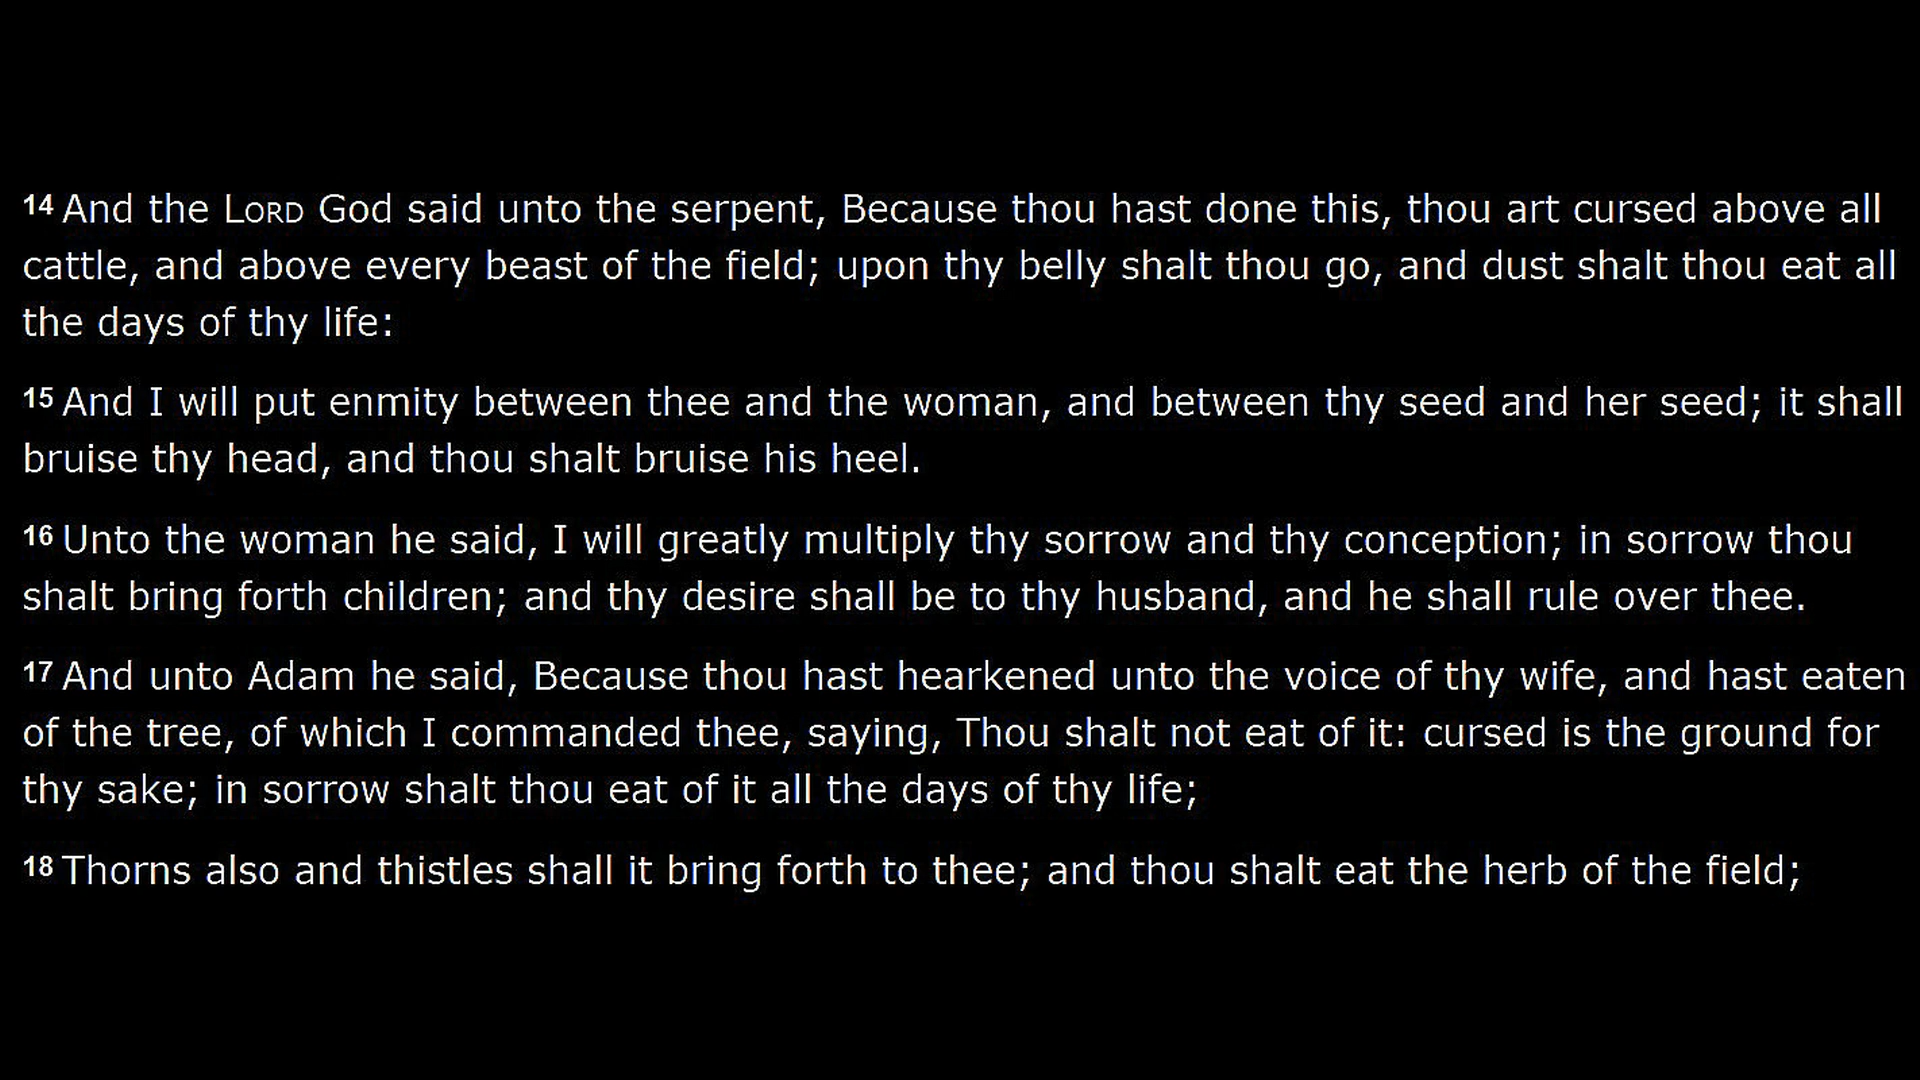 14 And the LORD God said unto the serpent, Because thou hast done this, thou art cursed above all
cattle, and above every beast of the field; upon thy belly shalt thou go, and dust shalt thou eat all
the days of thy life:
15 And I will put enmity between thee and the woman, and between thy seed and her seed; it shall
bruise thy head, and thou shalt bruise his heel.
16 Unto the woman he said, I will greatly multiply thy sorrow and thy conception; in sorrow thou
shalt bring forth children; and thy desire shall be to thy husband, and he shall rule over thee.
17 And unto Adam he said, Because thou hast hearkened unto the voice of thy wife, and hast eaten
of the tree, of which I commanded thee, saying, Thou shalt not eat of it: cursed is the ground for
thy sake; in sorrow shalt thou eat of it all the days of thy life;
18 Thorns also and thistles shall it bring forth to thee; and thou shalt eat the herb of the field;